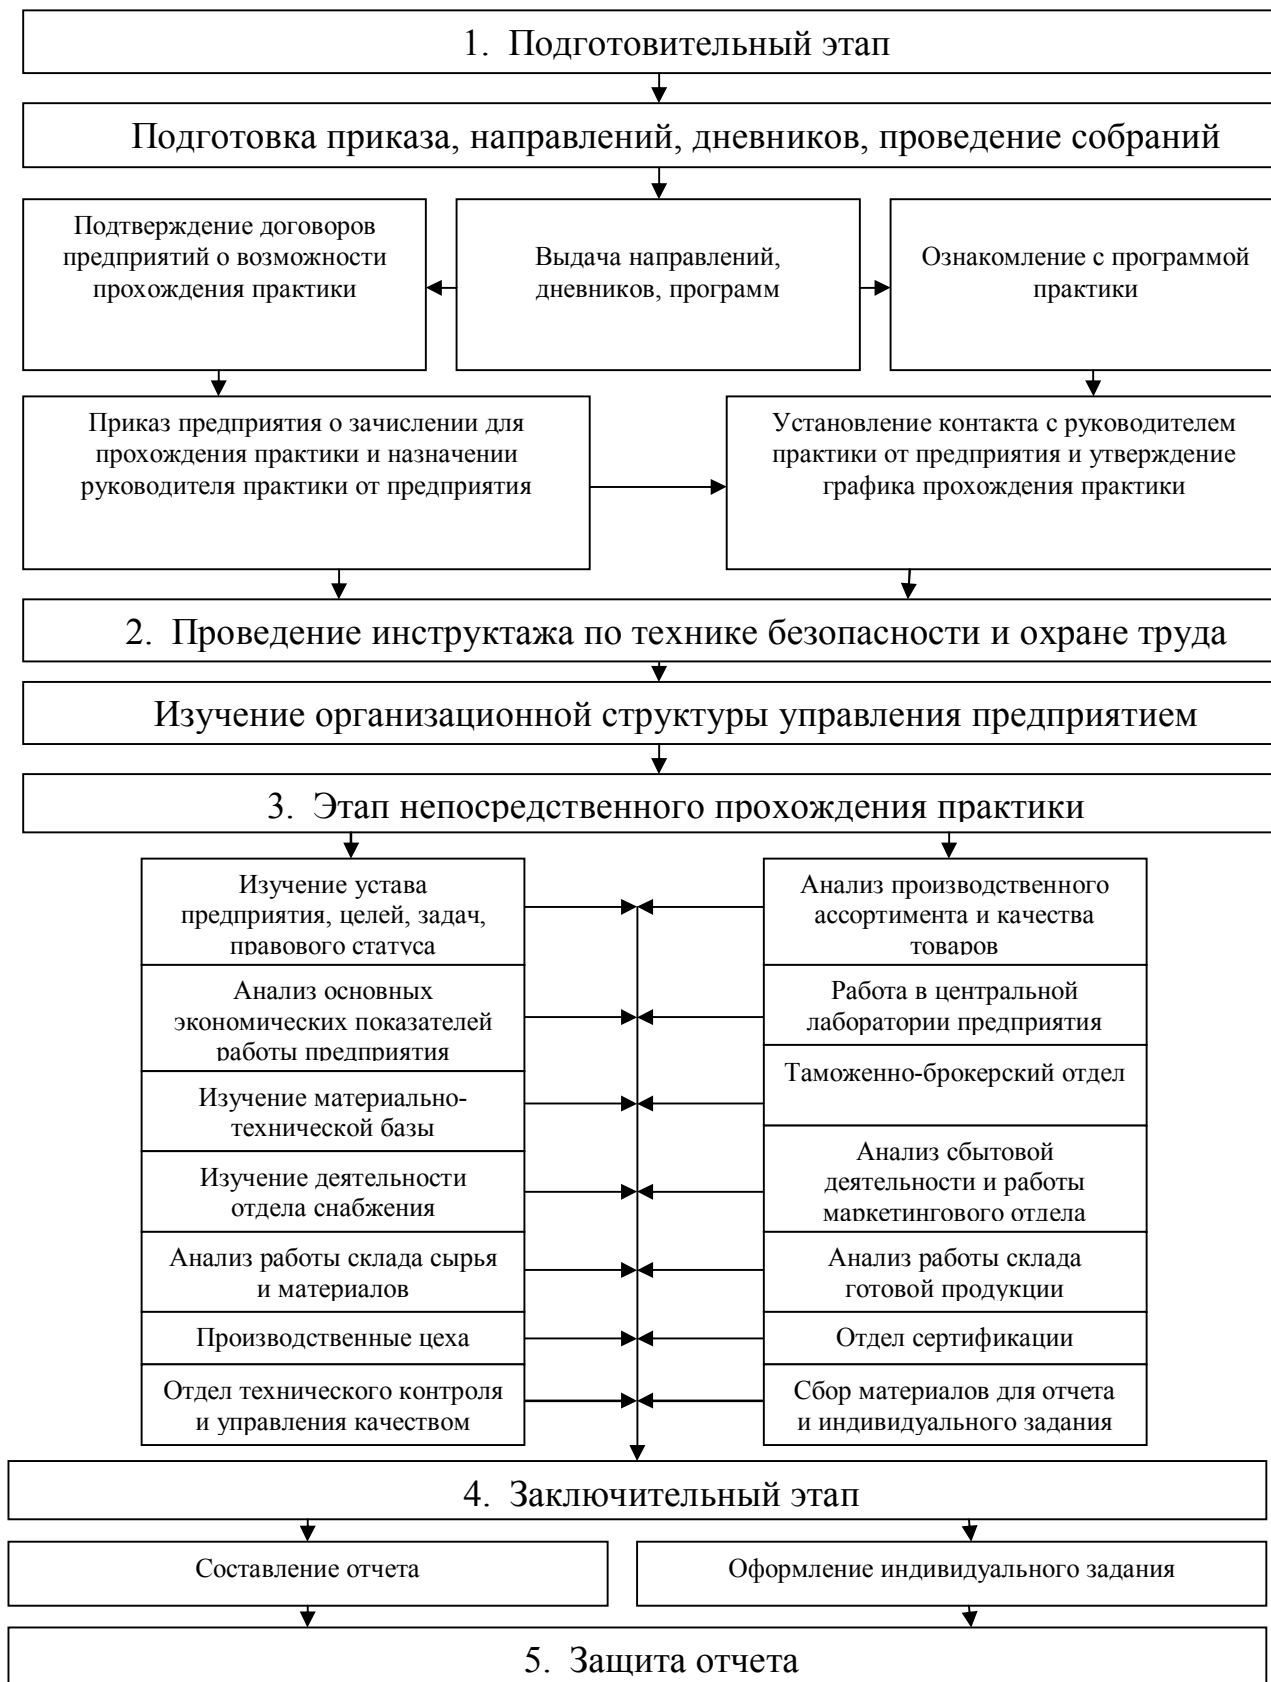 1. Подготовительный этап
Подготовка приказа, направлений, дневников, проведение собраний
Подтверждение договоров
предприятий о возможности
прохождения практики
Выдача направлений,
дневников, программ
Ознакомление с программой
практики
Приказ предприятия о зачислении для
прохождения практики и назначении
руководителя практики от предприятия
Установление контакта с руководителем
практики от предприятия и утверждение
графика прохождения практики
2. Проведение инструктажа по технике безопасности и охране труда
Изучение организационной структуры управления предприятием
3. Этап непосредственного прохождения практики
Изучение устава
предприятия, целей, задач,
правового статуса
Анализ основных
экономических показателей
работы предприятия
Изучение материально-
технической базы
Изучение деятельности
отдела снабжения
Анализ работы склада сырья
и материалов
Производственные цеха
Отдел технического контроля
и управления качеством
Анализ производственного
ассортимента и качества
товаров
Работа в центральной
лаборатории предприятия
Таможенно-брокерский отдел
Анализ сбытовой
деятельности и работы
маркетингового отдела
Анализ работы склада
готовой продукции
Отдел сертификации
Сбор материалов для отчета
и индивидуального задания
4. Заключительный этап
Составление отчета
Оформление индивидуального задания
5. Защита отчета